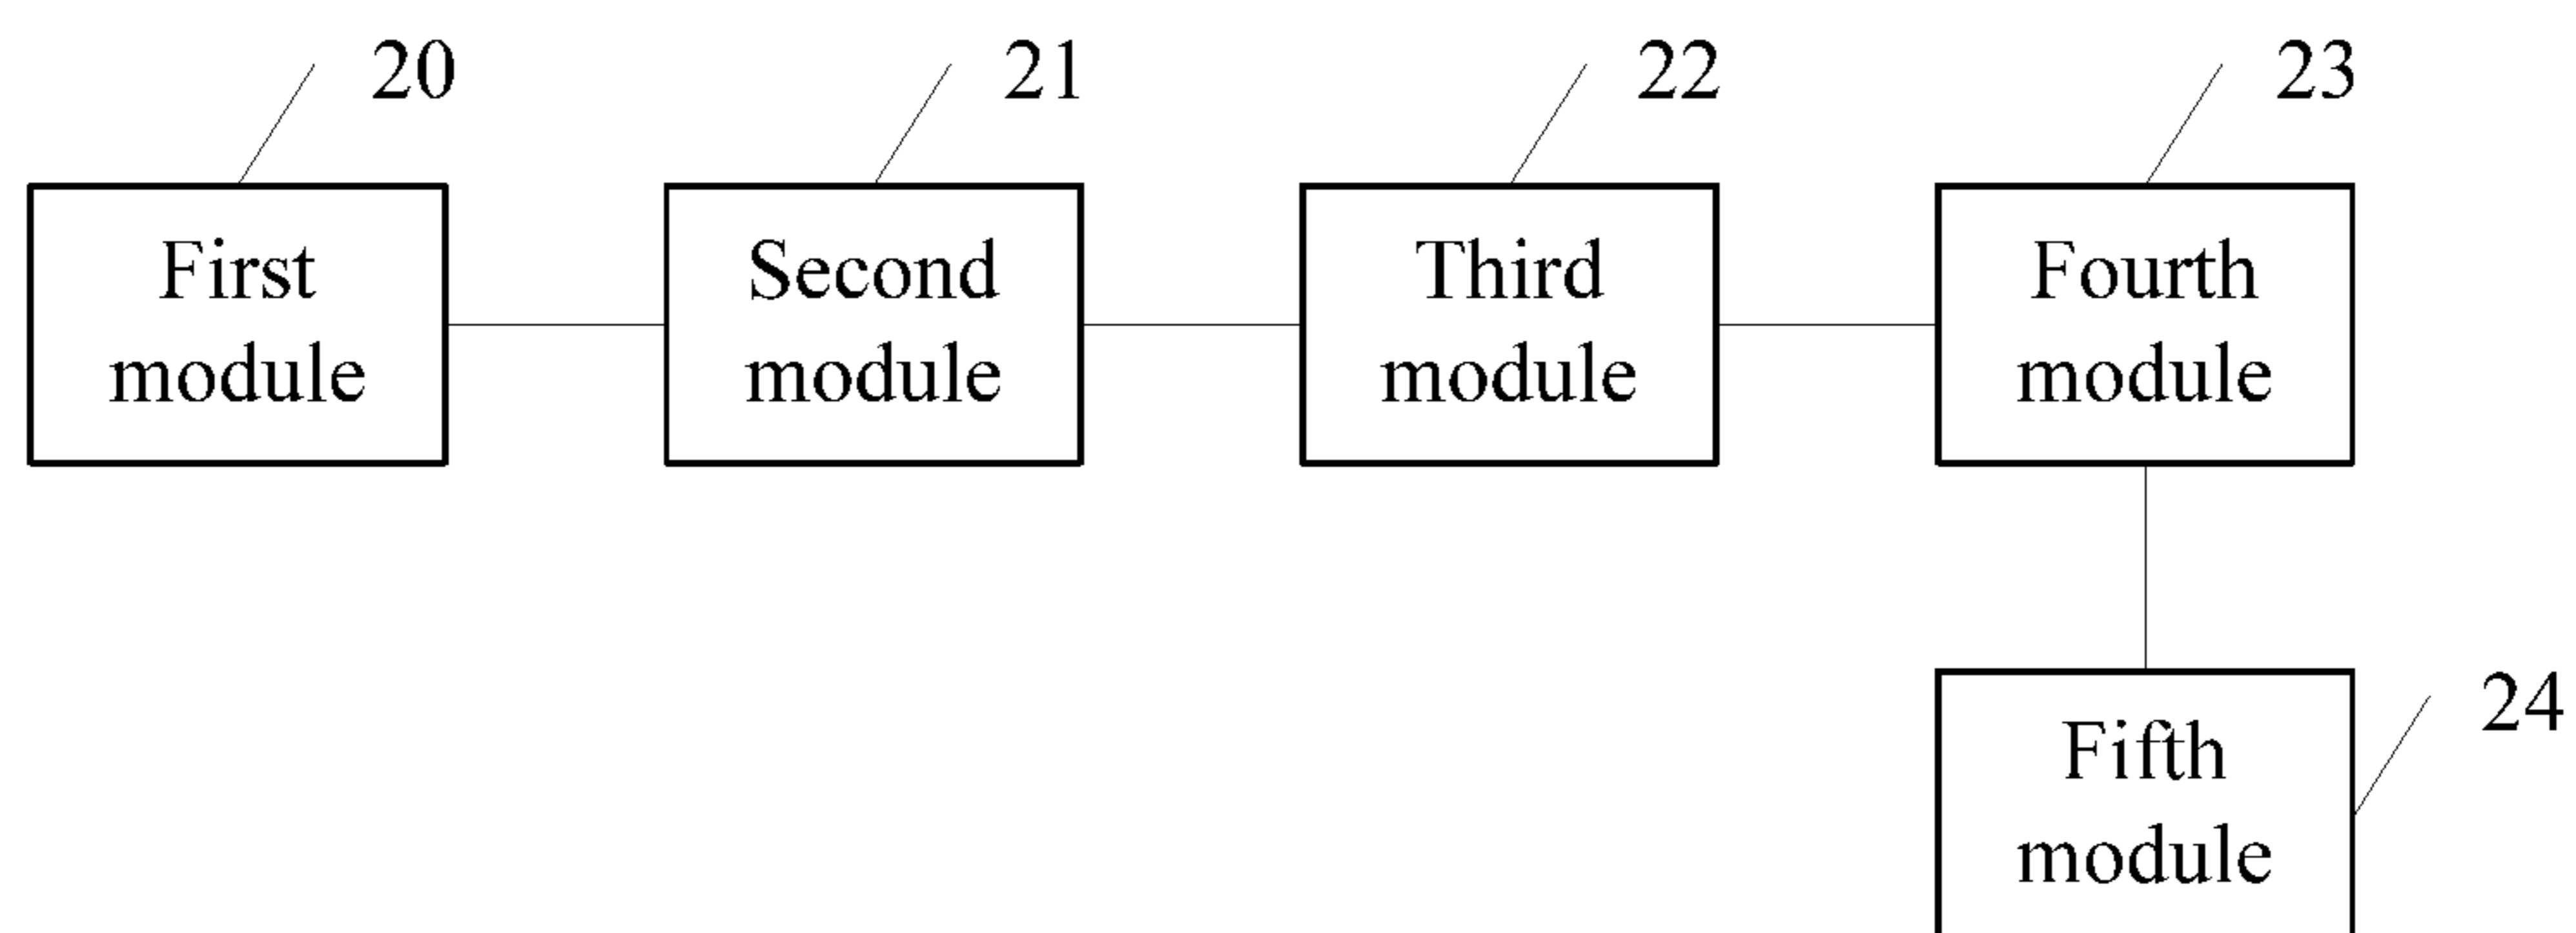 20
21
22
23
First
module
Second
module
Third
module
Fourth
module
24
Fifth
module